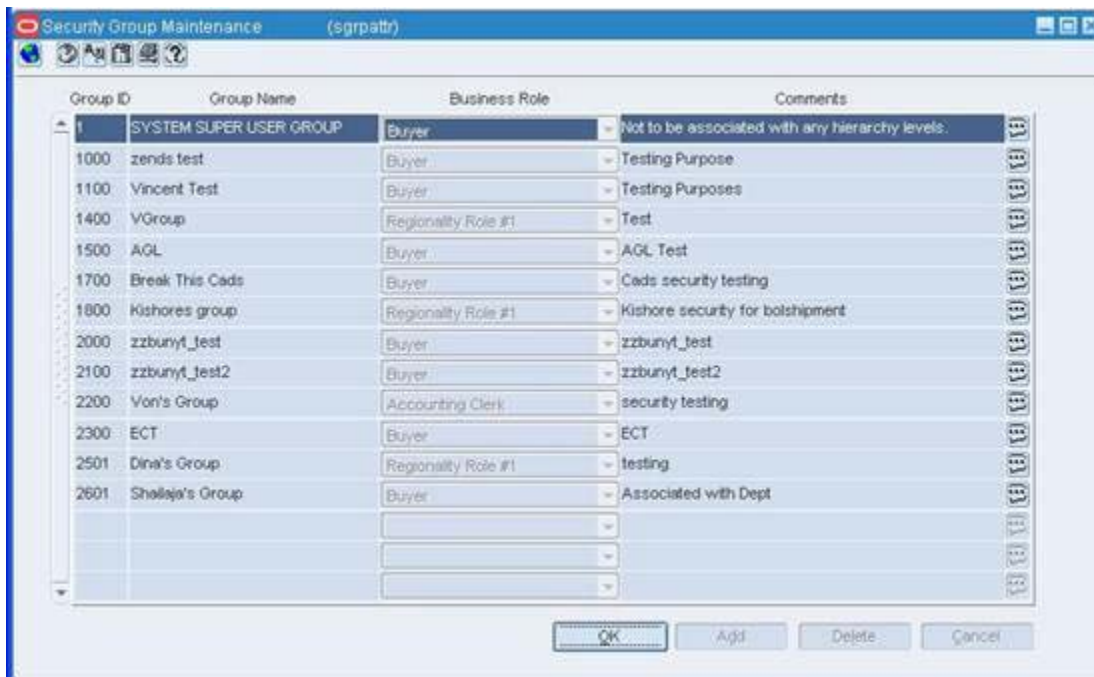 Security Group Maintenance (sgrpattr)
Group ID Group Name Business Role Comments
1 SYSTEM SUPER USER GROUP Buyer Not to be associated with any hierarchy levels.
1000 zends test Buyer Testing Purpose
1100 Vincent Test Buyer Testing Purposes
1400 VGroup Regionality Role #1 Test
1500 AGL Buyer AGL Test
1700 Break This Cads Buyer Cads security testing
1800 Kishores group Regionality Role #1 Kishore security for bolshipment
2000 zzbunyt_test Buyer zzbunyt_test
2100 zzbunyt_test2 Buyer zzbunyt_test2
2200 Von's Group Accounting Clerk security testing
2300 ECT Buyer ECT
2501 Dina's Group Regionality Role #1 testing
2601 Shailaja's Group Buyer Associated with Dept
OK Add Delete Cancel